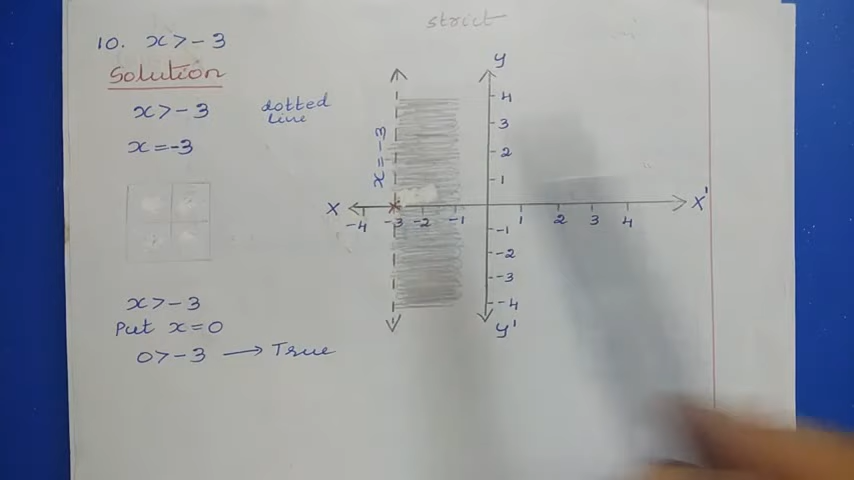 strict
10. x > - 3
Solution
x > - 3
dotted
line
x = -3
x > - 3
Put x = 0
0 > - 3 → True
x = -3
y
4
3
2
1
X
X'
-4 -3 -2 -1 1 2 3 4
-1
-2
-3
-4
y'